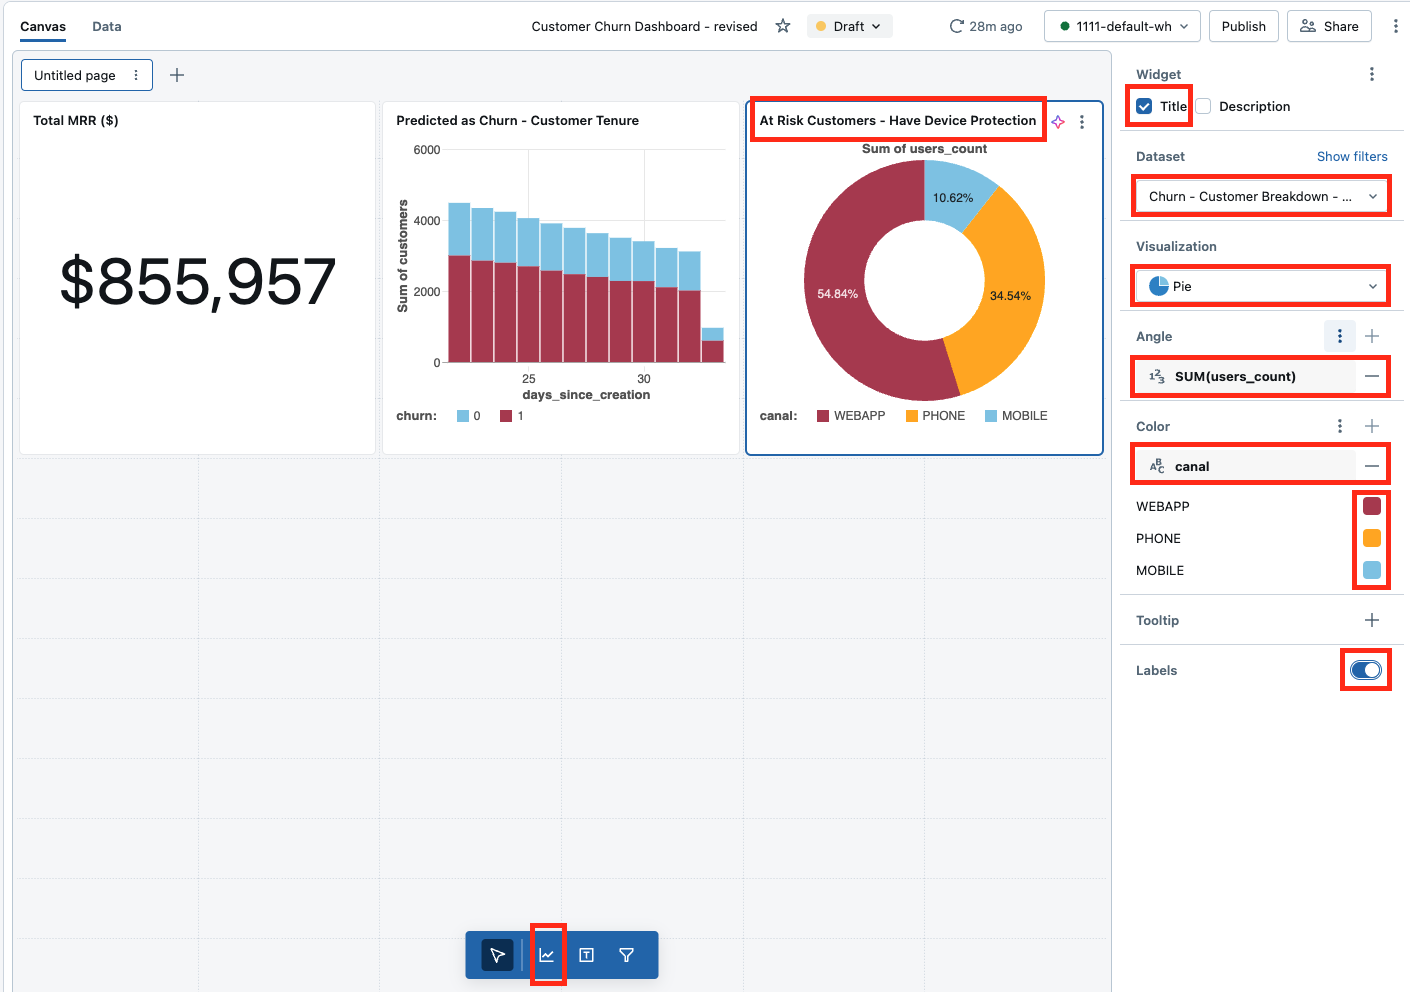 Canvas
Data
Customer Churn Dashboard - revised
Draft
28m ago
1111-default-wh
Publish
Share
Untitled page
Total MRR ($)
$855,957
Predicted as Churn - Customer Tenure
6000
4000
2000
0
Sum of customers
25
30
days_since_creation
churn:
0
1
At Risk Customers - Have Device Protection
Sum of users_count
10.62%
54.84%
34.54%
canal:
WEBAPP
PHONE
MOBILE
Widget
Title
Description
Dataset
Show filters
Churn - Customer Breakdown - ...
Visualization
Pie
Angle
123
SUM(users_count)
Color
ABC
canal
WEBAPP
PHONE
MOBILE
Tooltip
Labels
T